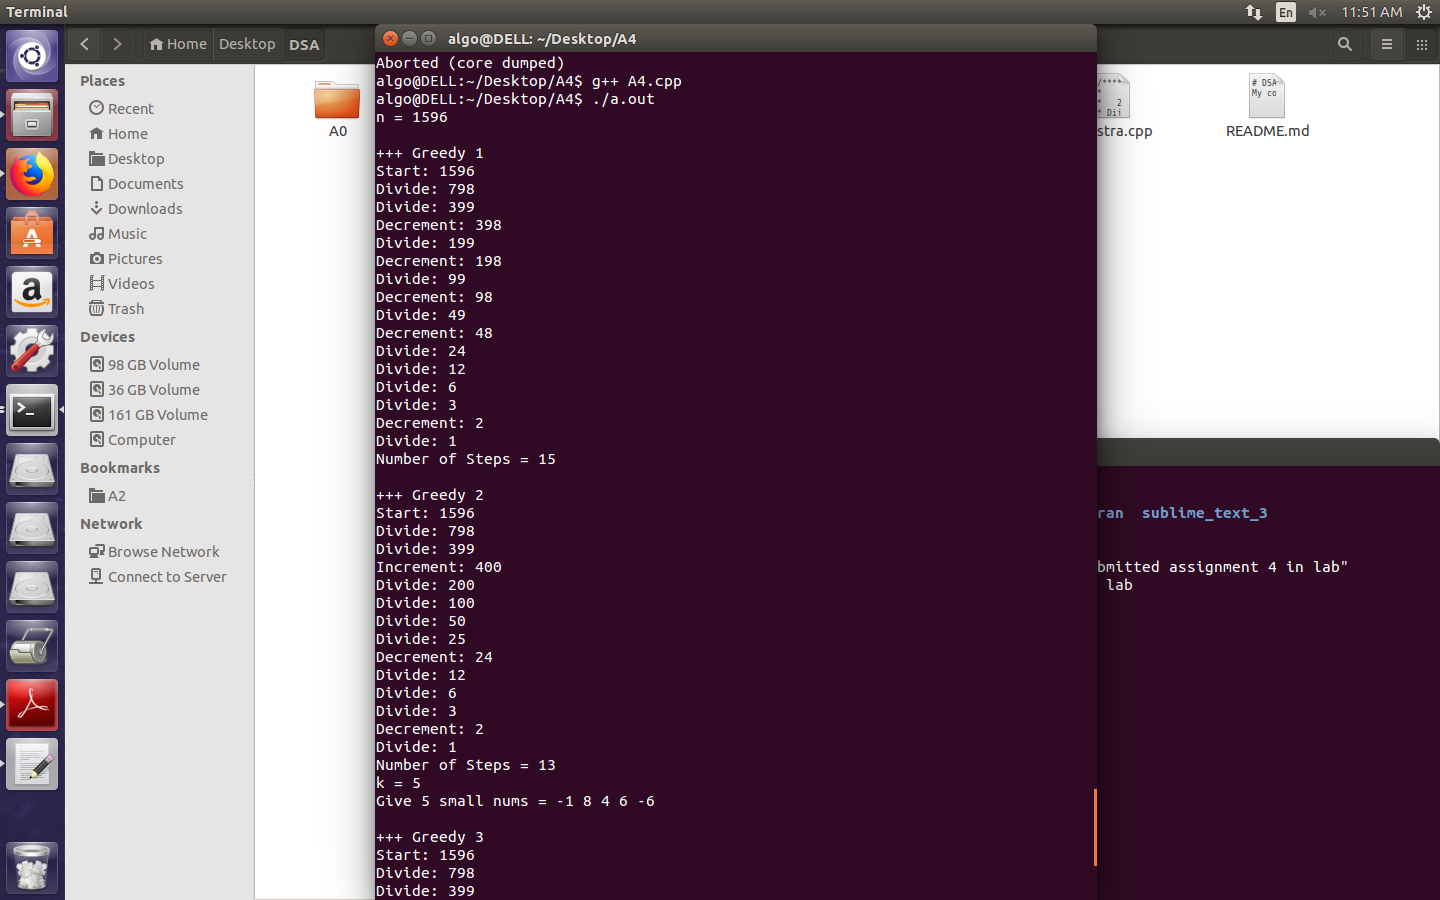 Terminal
En
11:51 AM
Home
Desktop
DSA
Places
Recent
Home
Desktop
Documents
Downloads
Music
Pictures
Videos
Trash
Devices
98 GB Volume
36 GB Volume
161 GB Volume
Computer
Bookmarks
A2
Network
Browse Network
Connect to Server
A0
algo@DELL: ~/Desktop/A4
Aborted (core dumped)
algo@DELL:~/Desktop/A4$ g++ A4.cpp
algo@DELL:~/Desktop/A4$ ./a.out
n = 1596
+++ Greedy 1
Start: 1596
Divide: 798
Divide: 399
Decrement: 398
Divide: 199
Decrement: 198
Divide: 99
Decrement: 98
Divide: 49
Decrement: 48
Divide: 24
Divide: 12
Divide: 6
Divide: 3
Decrement: 2
Divide: 1
Number of Steps = 15
+++ Greedy 2
Start: 1596
Divide: 798
Divide: 399
Increment: 400
Divide: 200
Divide: 100
Divide: 50
Divide: 25
Decrement: 24
Divide: 12
Divide: 6
Divide: 3
Decrement: 2
Divide: 1
Number of Steps = 13
k = 5
Give 5 small nums = -1 8 4 6 -6
+++ Greedy 3
Start: 1596
Divide: 798
Divide: 399
/****
*
* 2
* Dij
stra.cpp
# DSA
My co
README.md
ran sublime_text_3
bmitted assignment 4 in lab"
lab